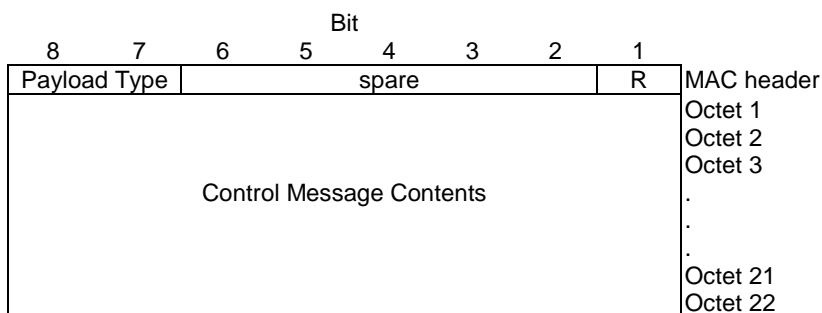 Bit
8 7 6 5 4 3 2 1
Payload Type spare R MAC header
Octet 1
Octet 2
Octet 3
Control Message Contents .
.
.
Octet 21
Octet 22